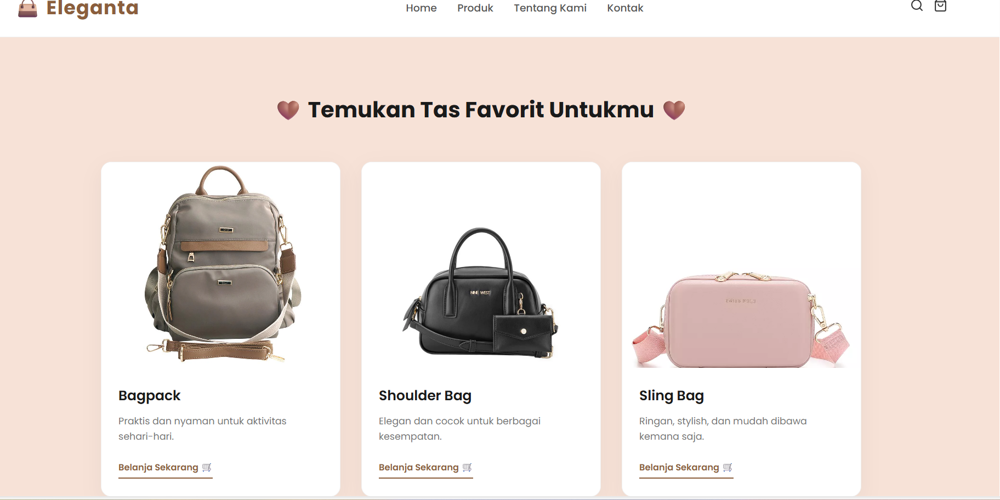 Eleganta
Home Produk Tentang Kami Kontak
Temukan Tas Favorit Untukmu
NINE WEST
Bagpack
Praktis dan nyaman untuk aktivitas
sehari-hari.
Belanja Sekarang
Shoulder Bag
Elegan dan cocok untuk berbagai
kesempatan.
Belanja Sekarang
Sling Bag
Ringan, stylish, dan mudah dibawa
kemana saja.
Belanja Sekarang